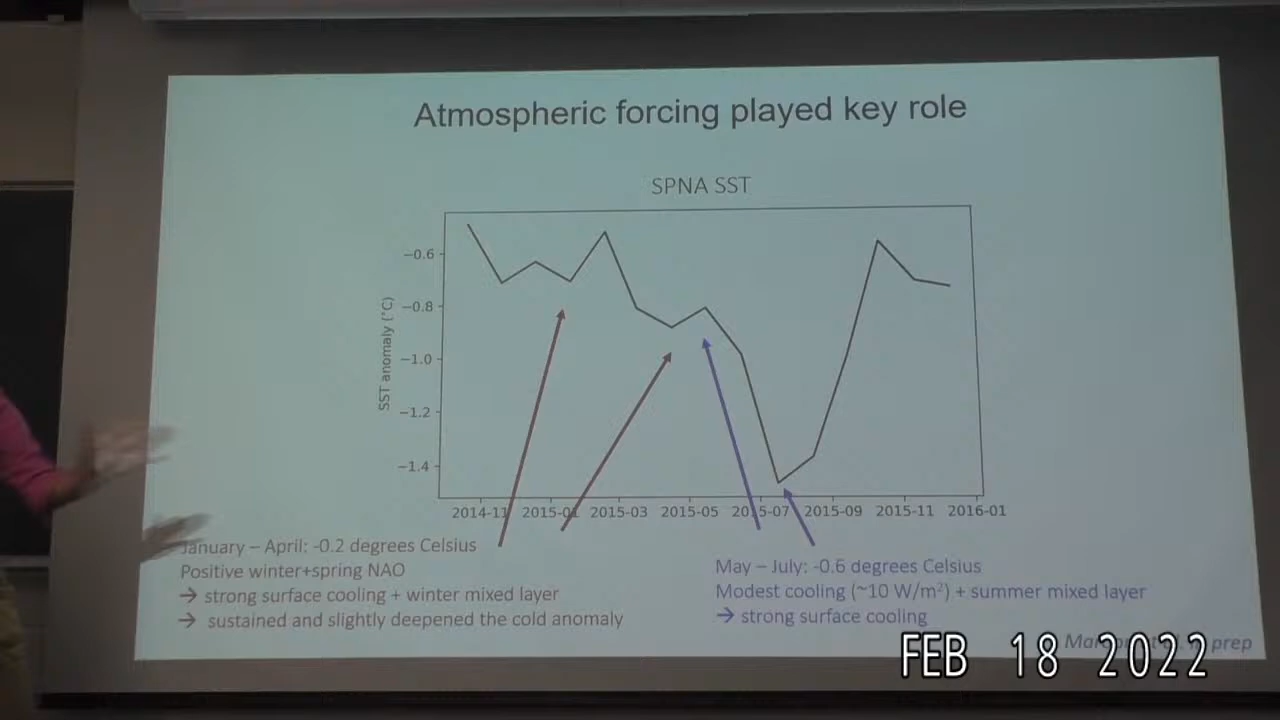 Atmospheric forcing played key role
SPNA SST
SST anomaly (°C)
−0.6
−0.8
−1.0
−1.2
−1.4
2014-11 2015-01 2015-03 2015-05 2015-07 2015-09 2015-11 2016-01
January – April: -0.2 degrees Celsius
Positive winter+spring NAO
→ strong surface cooling + winter mixed layer
→ sustained and slightly deepened the cold anomaly
May – July: -0.6 degrees Celsius
Modest cooling (~10 W/m²) + summer mixed layer
→ strong surface cooling
prep
FEB 18 2022